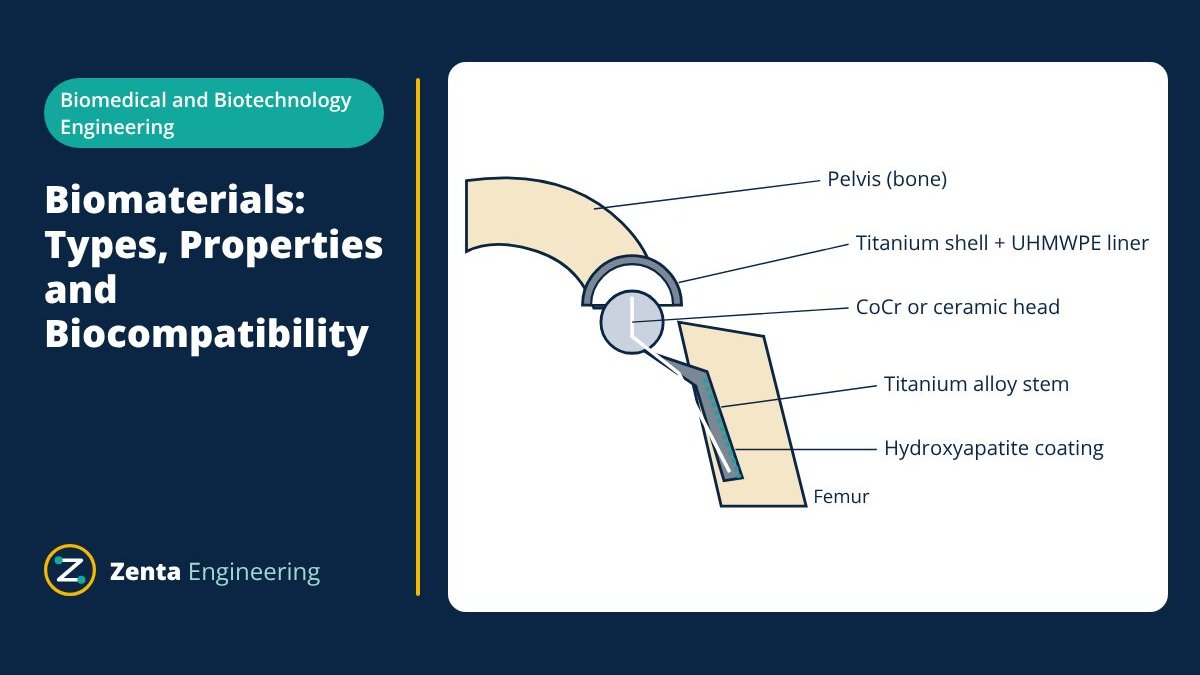 Biomedical and Biotechnology
Engineering
Biomaterials:
Types, Properties
and
Biocompatibility
Zenta Engineering
Pelvis (bone)
Titanium shell + UHMWPE liner
CoCr or ceramic head
Titanium alloy stem
Hydroxyapatite coating
Femur